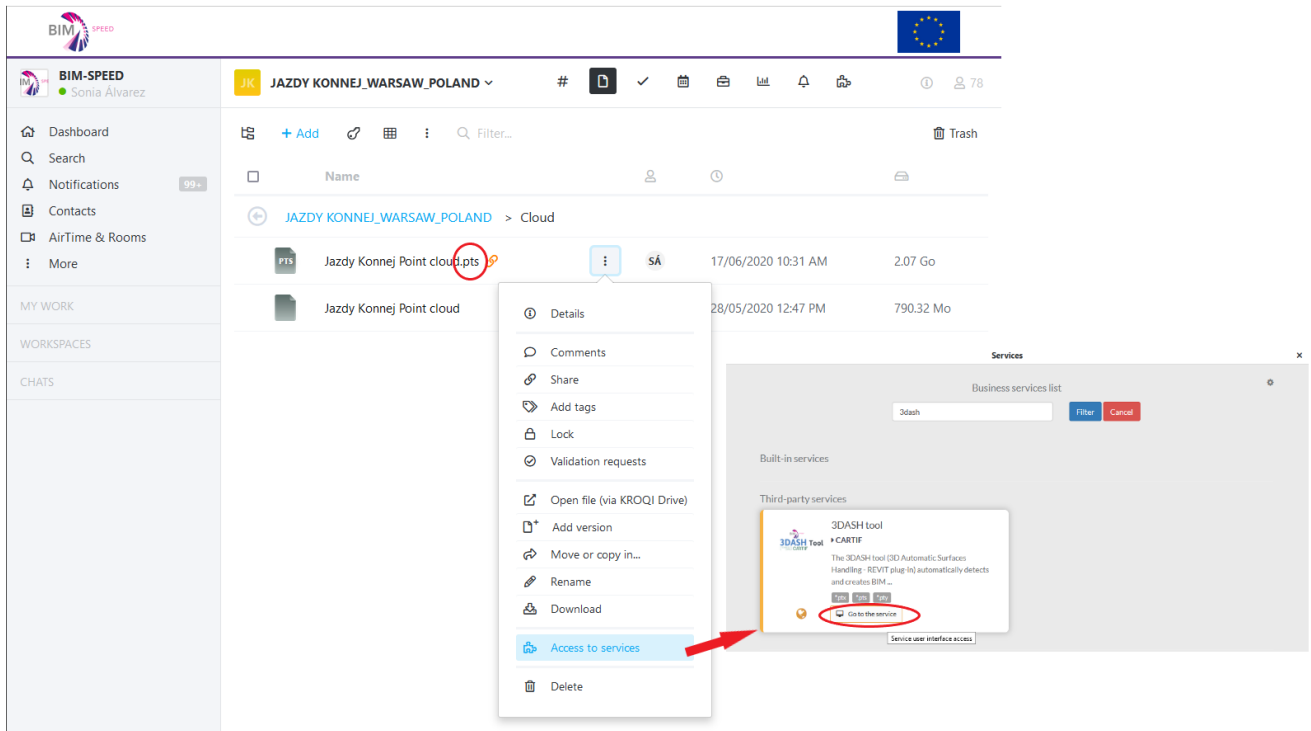 BIM SPEED
BIM-SPEED
Sonia Álvarez
JK JAZDY KONNEJ_WARSAW_POLAND
# 78
Dashboard
Search
Notifications 99+
Contacts
AirTime & Rooms
More
MY WORK
WORKSPACES
CHATS
+ Add Filter... Trash
Name
JAZDY KONNEJ_WARSAW_POLAND > Cloud
PTS Jazdy Konnej Point cloud.pts SÁ 17/06/2020 10:31 AM 2.07 Go
Jazdy Konnej Point cloud 28/05/2020 12:47 PM 790.32 Mo
Details
Comments
Share
Add tags
Lock
Validation requests
Open file (via KROQI Drive)
Add version
Move or copy in...
Rename
Download
Access to services
Delete
Services ×
Business services list
3dash Filter Cancel
Built-in services
Third-party services
3DASH Tool
CARTIF
3DASH tool
CARTIF
The 3DASH tool (3D Automatic Surfaces
Handling - REVIT plug-in) automatically detects
and creates BIM ...
*ptx *pts *pty
Go to the service
Service user interface access